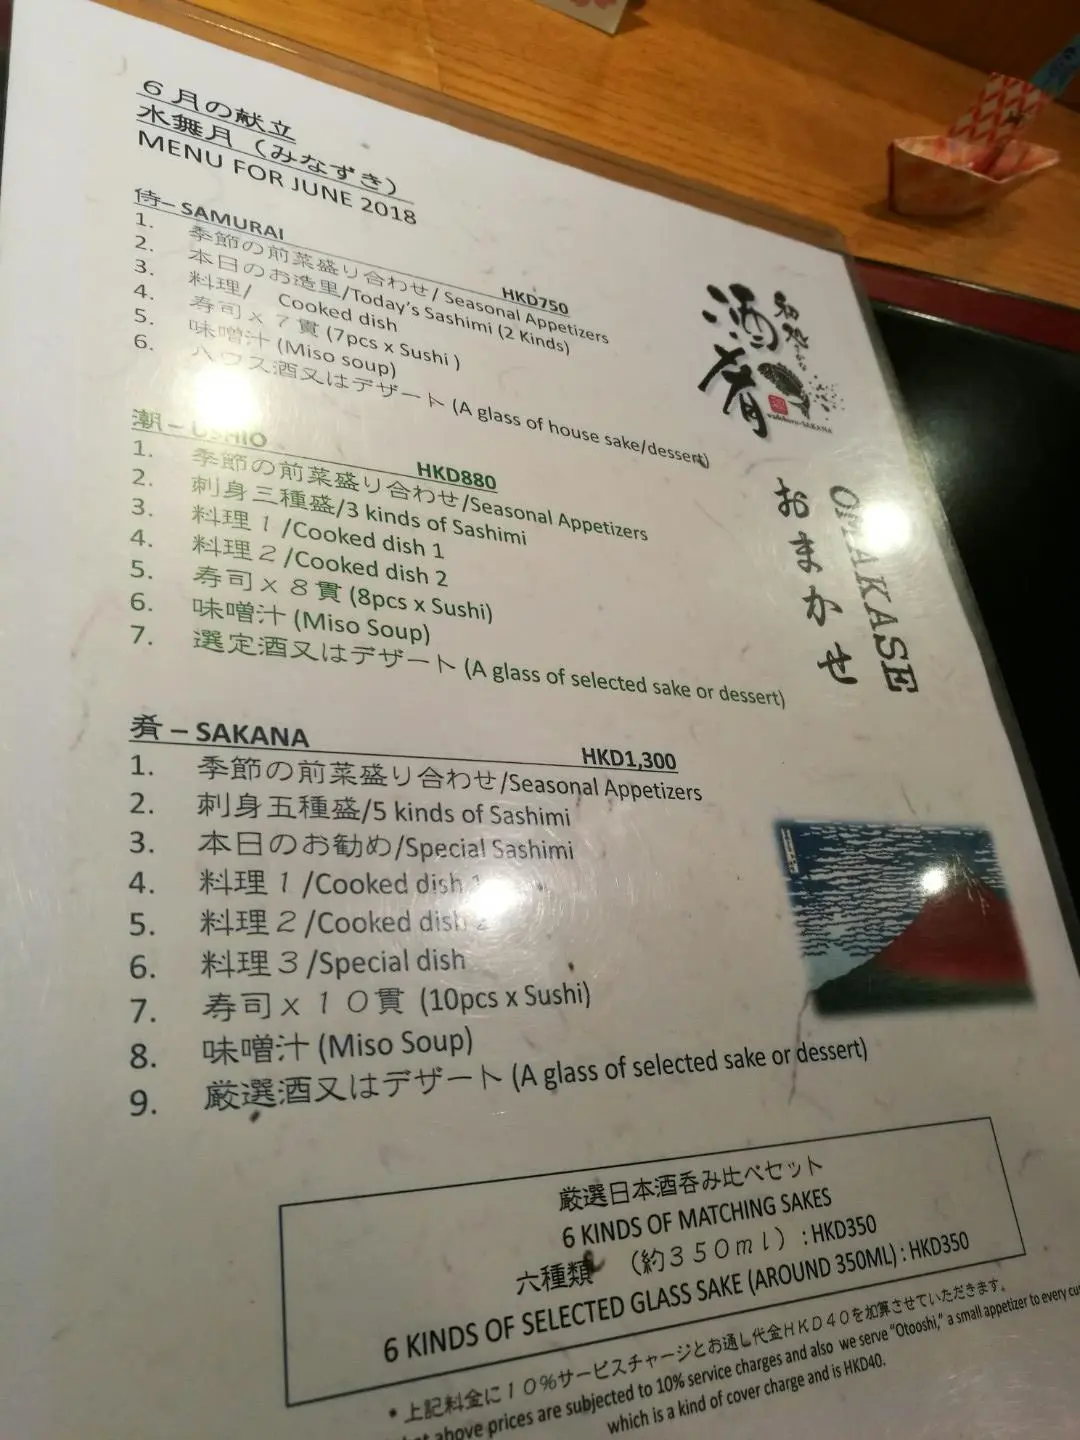 6月の献立
水無月（みなずき）
MENU FOR JUNE 2018
侍– SAMURAI HKD750
1. 季節の前菜盛り合わせ/ Seasonal Appetizers
2. 本日のお造里/Today's Sashimi (2 Kinds)
3. 料理/ Cooked dish
4. 寿司 x 7貫 (7pcs x Sushi )
5. 味噌汁 (Miso soup)
6. ハウス酒又はデザート (A glass of house sake/dessert)
潮 – USHIO HKD880
1. 季節の前菜盛り合わせ/Seasonal Appetizers
2. 刺身三種盛/3 kinds of Sashimi
3. 料理1/Cooked dish 1
4. 料理2/Cooked dish 2
5. 寿司 x 8貫 (8pcs x Sushi)
6. 味噌汁 (Miso Soup)
7. 選定酒又はデザート (A glass of selected sake or dessert)
肴 – SAKANA HKD1,300
1. 季節の前菜盛り合わせ/Seasonal Appetizers
2. 刺身五種盛/5 kinds of Sashimi
3. 本日のお勧め/Special Sashimi
4. 料理1/Cooked dish 1
5. 料理2/Cooked dish 2
6. 料理3/Special dish
7. 寿司 x 10貫 (10pcs x Sushi)
8. 味噌汁 (Miso Soup)
9. 厳選酒又はデザート (A glass of selected sake or dessert)
酒肴
wadokoro-SAKANA
おまかせ
OMAKASE
厳選日本酒呑み比べセット
6 KINDS OF MATCHING SAKES
六種類 （約350ml）: HKD350
6 KINDS OF SELECTED GLASS SAKE (AROUND 350ML) : HKD350
• 上記料金に10%サービスチャージとお通し代金HKD40を加算させていただきます。
above prices are subjected to 10% service charges and also we serve "Otooshi," a small appetizer to every
which is a kind of cover charge and is HKD40.